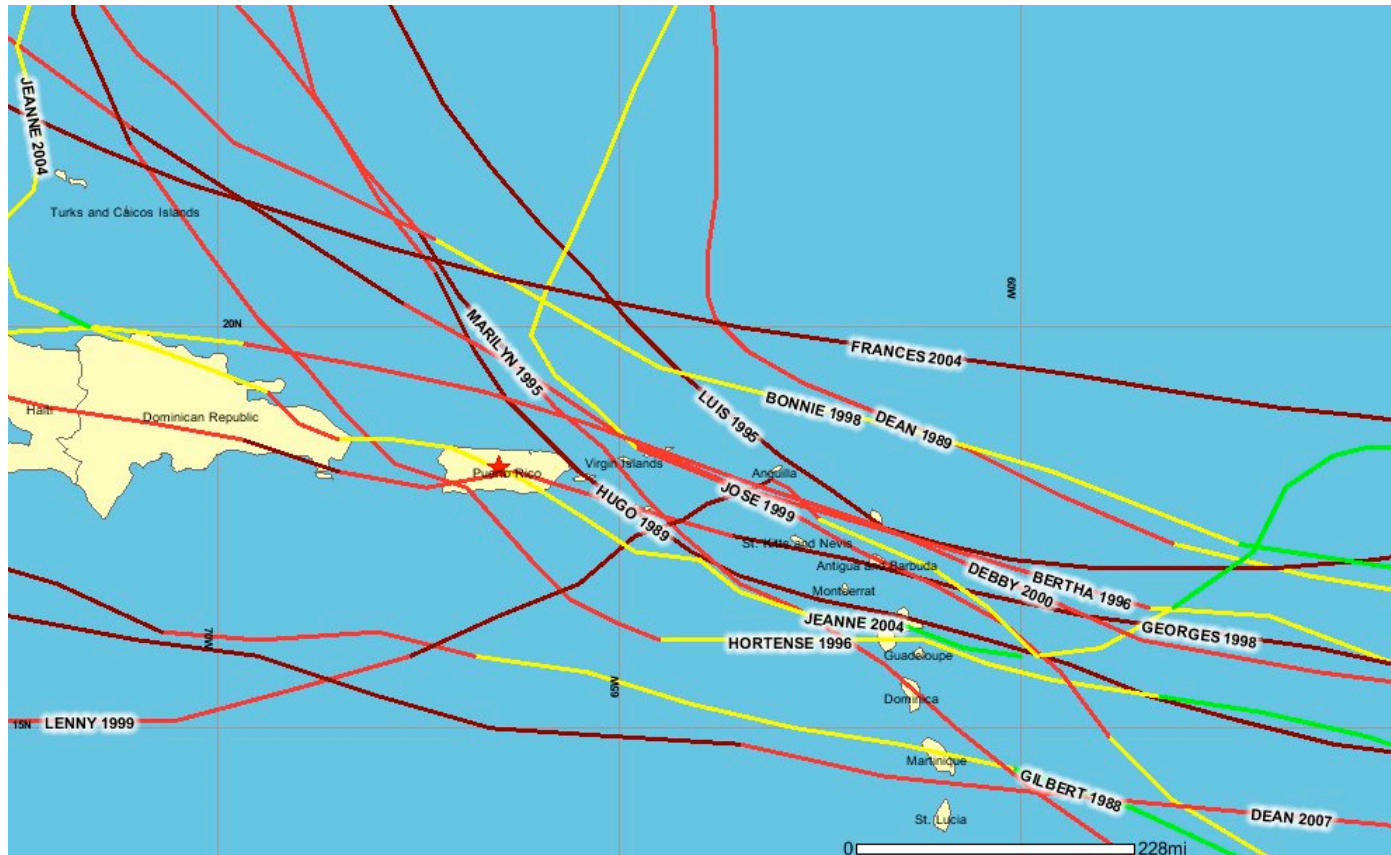 JEANNE 2004
Turks and Caicos Islands
60W
20N
MARILYN 1995
FRANCES 2004
LUIS 1995
BONNIE 1998
DEAN 1989
Haiti
Dominican Republic
Puerto Rico
Virgin Islands
Anguilla
JOSE 1999
HUGO 1989
St. Kitts and Nevis
Antigua and Barbuda
DEBBY 2000
BERTHA 1996
Montserrat
JEANNE 2004
GEORGES 1998
HORTENSE 1996
Guadeloupe
70W
65W
Dominica
LENNY 1999
15N
Martinique
GILBERT 1988
DEAN 2007
St. Lucia
0
228mi